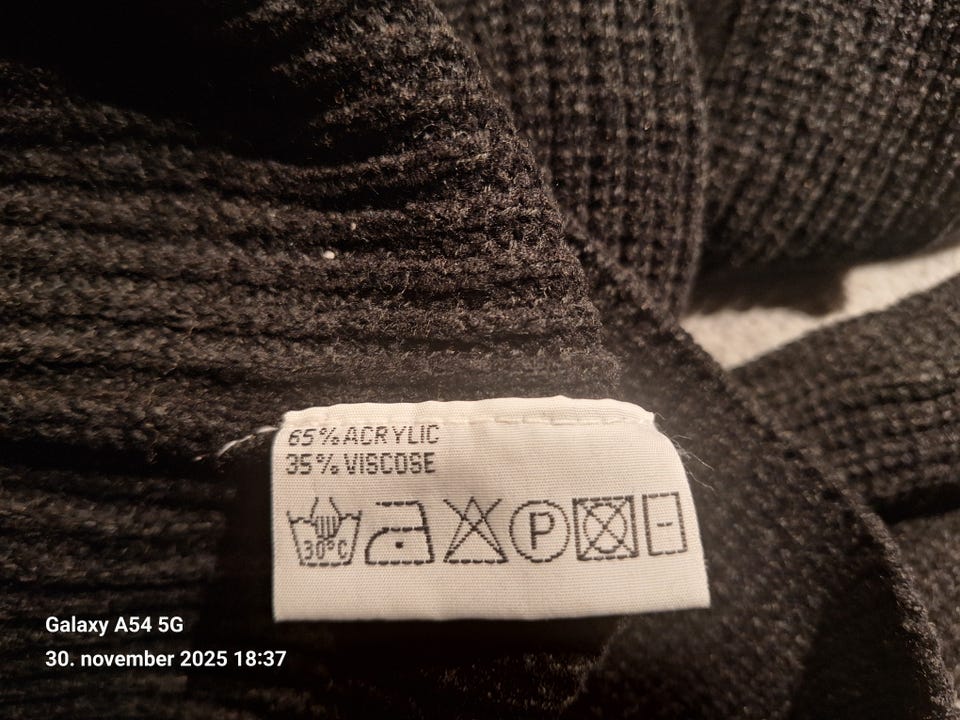 65% ACRYLIC
35% VISCOSE
30°C P
Galaxy A54 5G
30. november 2025 18:37